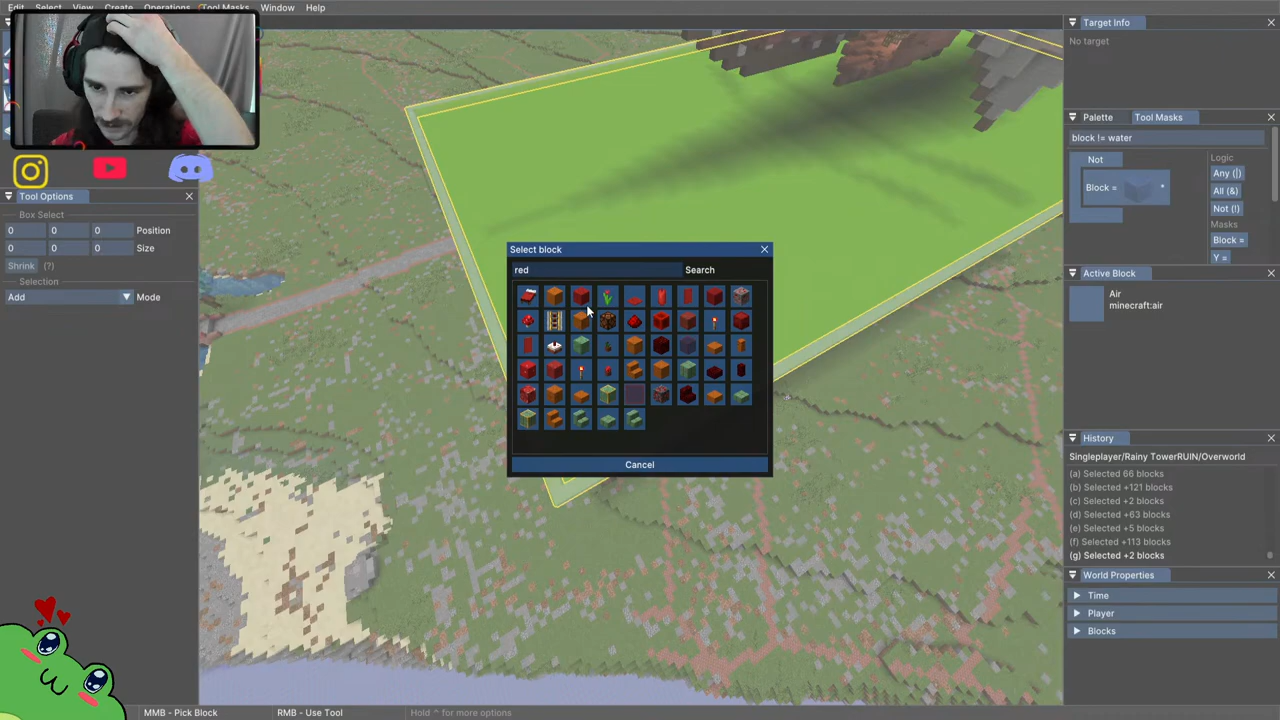 Edit
Select
View
Create
Operations
Tool Masks
Window
Help
Target Info
No target
Palette
Tool Masks
block != water
Not
Block =
*
Logic
Any (|)
All (&)
Not (!)
Masks
Block =
Y =
Tool Options
Box Select
0 0 0 Position
0 0 0 Size
Shrink (?)
Selection
Add Mode
Select block
red Search
Cancel
Active Block
Air
minecraft:air
History
Singleplayer/Rainy TowerRUIN/Overworld
(a) Selected 66 blocks
(b) Selected +121 blocks
(c) Selected +2 blocks
(d) Selected +63 blocks
(e) Selected +5 blocks
(f) Selected +113 blocks
(g) Selected +2 blocks
World Properties
Time
Player
Blocks
MMB - Pick Block
RMB - Use Tool
Hold ^ for more options